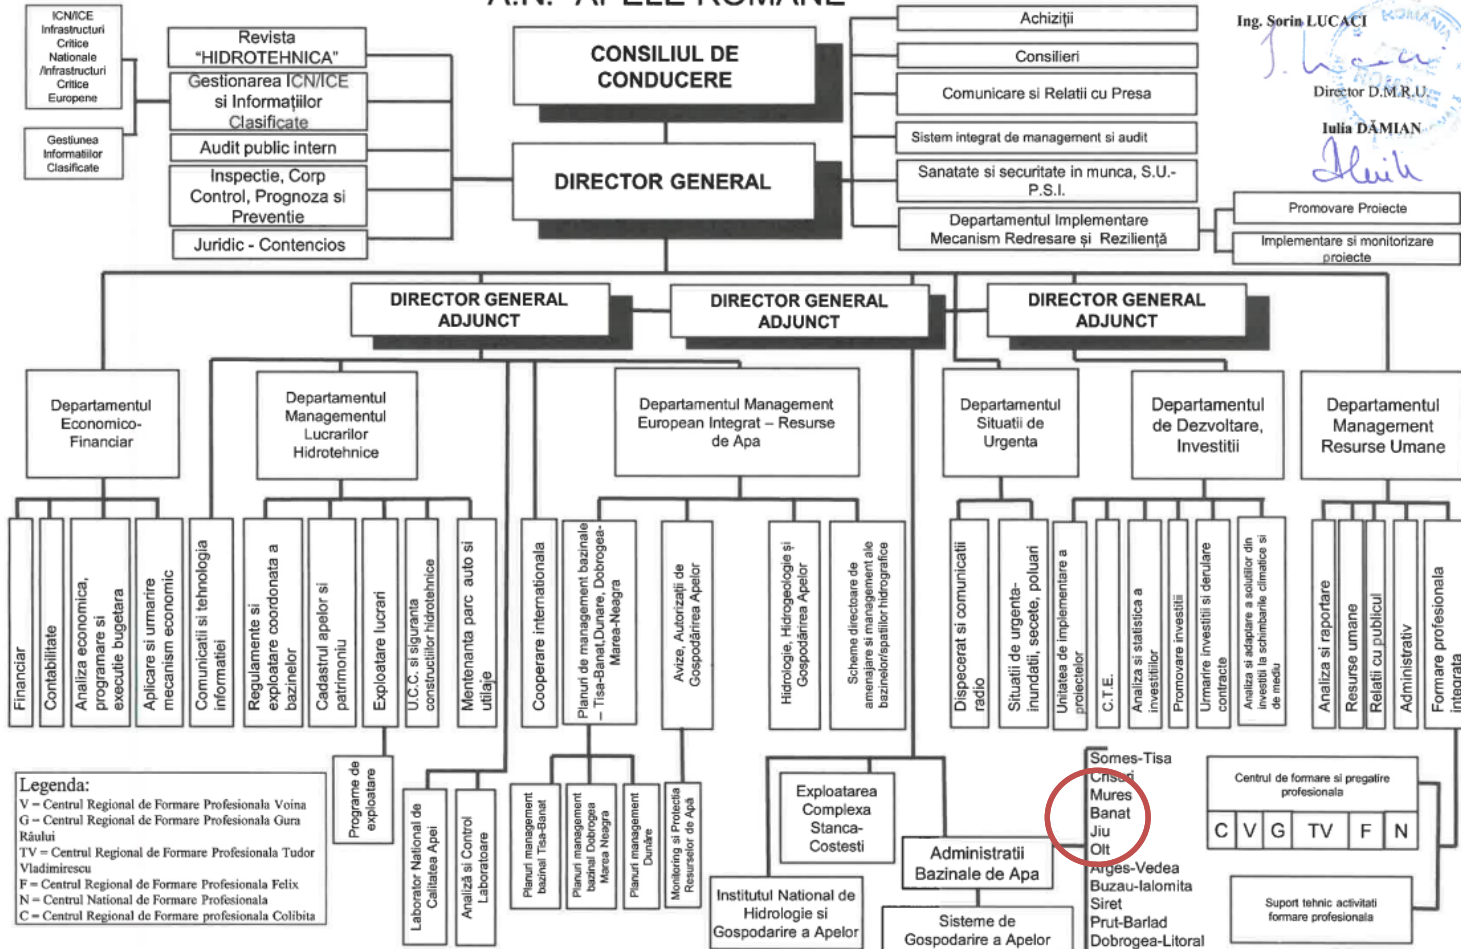 A.N. "APELE ROMANE"
ICN/ICE
Infrastructuri
Critice
Nationale
/Infrastructuri
Critice
Europene
Gestiunea
Informatiilor
Clasificate
Revista
"HIDROTEHNICA"
Gestionarea ICN/ICE
si Informațiilor
Clasificate
Audit public intern
Inspectie, Corp
Control, Prognoza si
Preventie
Juridic - Contencios
CONSILIUL DE
CONDUCERE
DIRECTOR GENERAL
Achiziții
Consilieri
Comunicare si Relatii cu Presa
Sistem integrat de management si audit
Sanatate si securitate in munca, S.U.-
P.S.I.
Departamentul Implementare
Mecanism Redresare și Reziliență
Ing. Sorin LUCACI
ROMANIA
Director D.M.R.U.
Iulia DĂMIAN
Promovare Proiecte
Implementare si monitorizare
proiecte
DIRECTOR GENERAL
ADJUNCT
DIRECTOR GENERAL
ADJUNCT
DIRECTOR GENERAL
ADJUNCT
Departamentul
Economico-
Financiar
Departamentul
Managementul
Lucrarilor
Hidrotehnice
Departamentul Management
European Integrat – Resurse
de Apa
Departamentul
Situatii de
Urgenta
Departamentul
de Dezvoltare,
Investitii
Departamentul
Management
Resurse Umane
Financiar
Contabilitate
Analiza economica,
programare si
executie bugetara
Aplicare si urmarire
mecanism economic
Comunicatii si tehnologia
informatiei
Regulamente si
exploatare coordonata a
bazinelor
Cadastrul apelor si
patrimoniu
Exploatare lucrari
U.C.C. si siguranta
constructiilor hidrotehnice
Mentenanta parc auto si
utilaje
Cooperare internationala
Planuri de management bazinale
– Tisa-Banat,Dunare, Dobrogea-
Marea-Neagra
Avize, Autorizații de
Gospodărirea Apelor
Hidrologie, Hidrogeologie și
Gospodărirea Apelor
Scheme directoare de
amenajare si management ale
bazinelor/spatiilor hidrografice
Dispecerat si comunicatii
radio
Situatii de urgenta-
inundatii, secete, poluari
Unitatea de implementare a
proiectelor
C.T.E.
Analiza si statistica a
investitiilor
Promovare investitii
Urmarire investitii si derulare
contracte
Analiza si adaptare a solutiilor din
investitii la schimbarile climatice si
de mediu
Analiza si raportare
Resurse umane
Relatii cu publicul
Administrativ
Formare profesionala
integrata
Programe de
exploatare
Laborator National de
Calitatea Apei
Analiză si Control
Laboratoare
Planuri management
bazinal Tisa-Banat
Planuri management
bazinal Dobrogea
Marea Neagra
Planuri management
Dunăre
Monitoring si Protectia
Resurselor de Apă
Exploatarea
Complexa
Stanca-
Costesti
Institutul National de
Hidrologie si
Gospodarire a Apelor
Administratii
Bazinale de Apa
Sisteme de
Gospodarire a Apelor
Somes-Tisa
Crisuri
Mures
Banat
Jiu
Olt
Arges-Vedea
Buzau-Ialomita
Siret
Prut-Barlad
Dobrogea-Litoral
Centrul de formare si pregatire
profesionala
C V G TV F N
Suport tehnic activitati
formare profesionala
Legenda:
V = Centrul Regional de Formare Profesionala Voina
G = Centrul Regional de Formare Profesionala Gura
Râului
TV = Centrul Regional de Formare Profesionala Tudor
Vladimirescu
F = Centrul Regional de Formare Profesionala Felix
N = Centrul National de Formare Profesionala
C = Centrul Regional de Formare profesionala Colibita